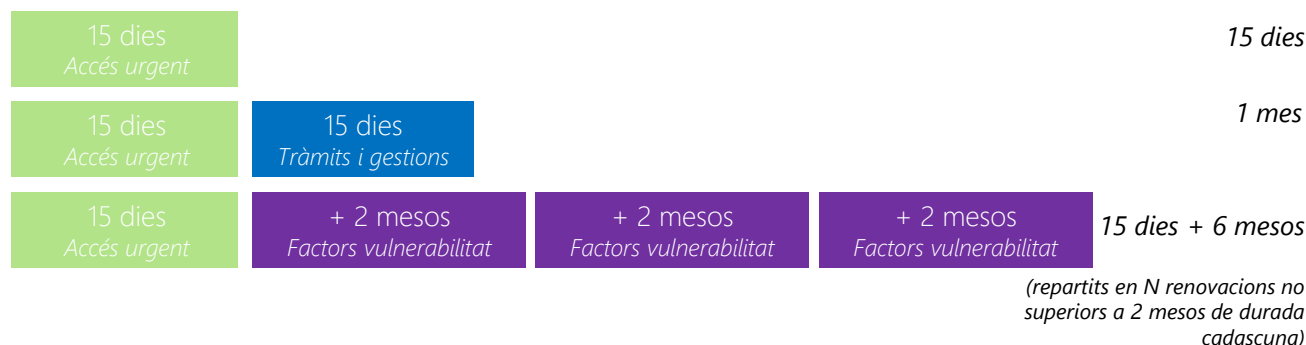 15 dies
Accés urgent
15 dies
15 dies
Accés urgent
15 dies
Tràmits i gestions
1 mes
15 dies
Accés urgent
+ 2 mesos
Factors vulnerabilitat
+ 2 mesos
Factors vulnerabilitat
+ 2 mesos
Factors vulnerabilitat
15 dies + 6 mesos
(repartits en N renovacions no
superiors a 2 mesos de durada
cadascuna)